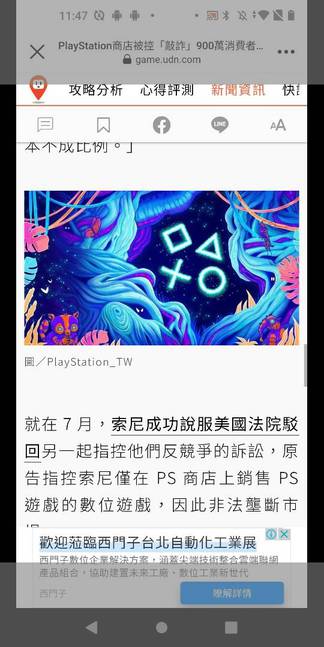 11:47
PlayStation商店被控「敲詐」900萬消費者...
game.udn.com
攻略分析 心得評測 新聞資訊
LINE
AA
本不成比例。」
圖／PlayStation_TW
就在 7 月，索尼成功說服美國法院駁
回另一起指控他們反競爭的訴訟，原
告指控索尼僅在 PS 商店上銷售 PS
遊戲的數位遊戲，因此非法壟斷市
歡迎蒞臨西門子台北自動化工業展
西門子數位企業解決方案，涵蓋尖端技術整合雲端聯網
產品組合，協助建置未來工廠、數位工業新世代
西門子
瞭解詳情